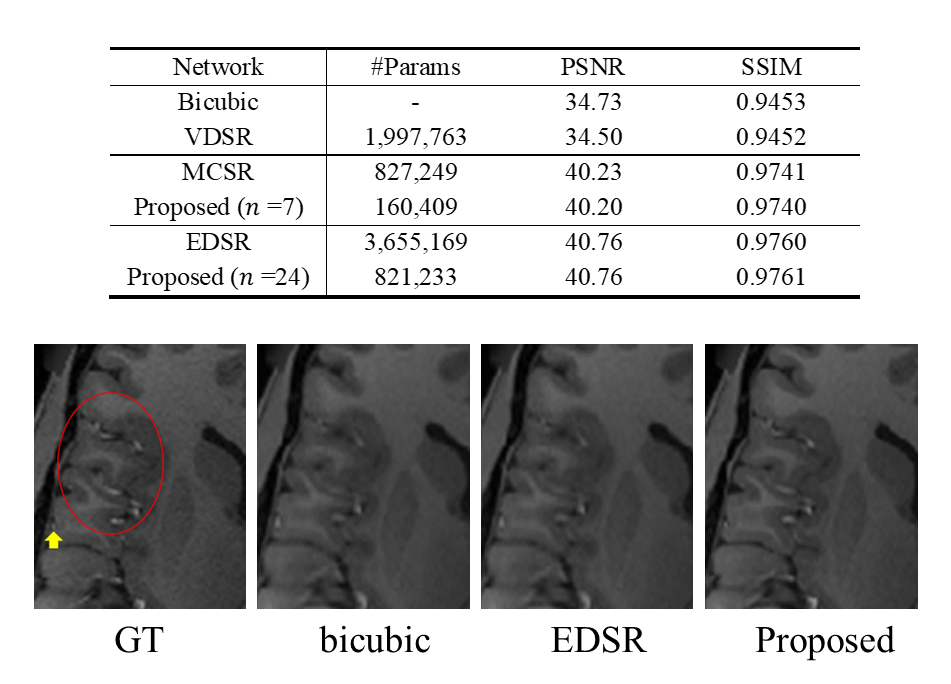 Network #Params PSNR SSIM
Bicubic - 34.73 0.9453
VDSR 1,997,763 34.50 0.9452
MCSR 827,249 40.23 0.9741
Proposed (n =7) 160,409 40.20 0.9740
EDSR 3,655,169 40.76 0.9760
Proposed (n =24) 821,233 40.76 0.9761
GT bicubic EDSR Proposed